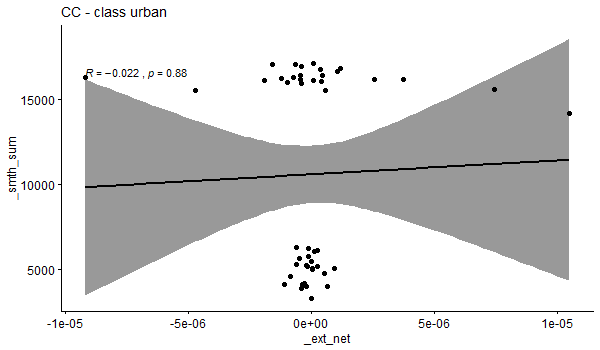 CC - class urban
R = −0.022 , p = 0.88
15000
10000
5000
_smth_sum
-1e-05 -5e-06 0e+00 5e-06 1e-05
_ext_net